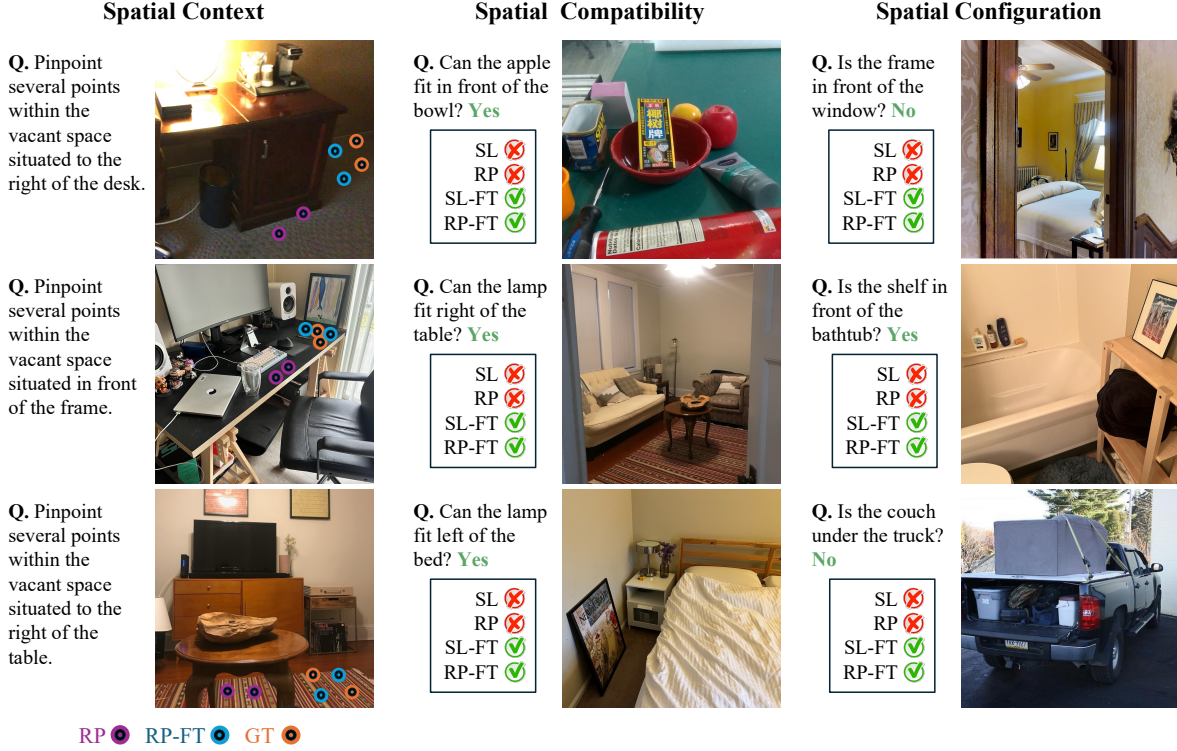 Spatial Context
Q. Pinpoint
several points
within the
vacant space
situated to the
right of the desk.
Q. Pinpoint
several points
within the
vacant space
situated in front
of the frame.
Q. Pinpoint
several points
within the
vacant space
situated to the
right of the
table.
RP RP-FT GT
Spatial Compatibility
Q. Can the apple
fit in front of the
bowl? Yes
SL
RP
SL-FT
RP-FT
椰树牌
Q. Can the lamp
fit right of the
table? Yes
SL
RP
SL-FT
RP-FT
Q. Can the lamp
fit left of the
bed? Yes
SL
RP
SL-FT
RP-FT
Spatial Configuration
Q. Is the frame
in front of the
window? No
SL
RP
SL-FT
RP-FT
Q. Is the shelf in
front of the
bathtub? Yes
SL
RP
SL-FT
RP-FT
Q. Is the couch
under the truck?
No
SL
RP
SL-FT
RP-FT